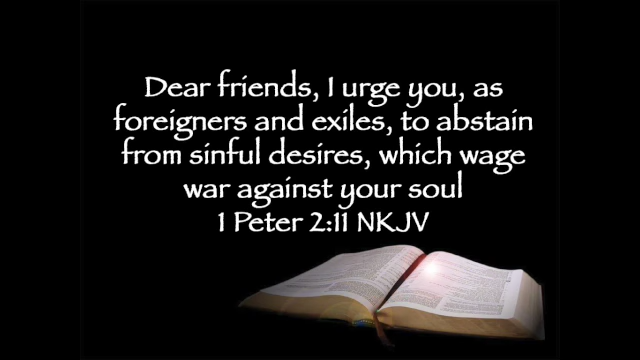 Dear friends, I urge you, as
foreigners and exiles, to abstain
from sinful desires, which wage
war against your soul
1 Peter 2:11 NKJV